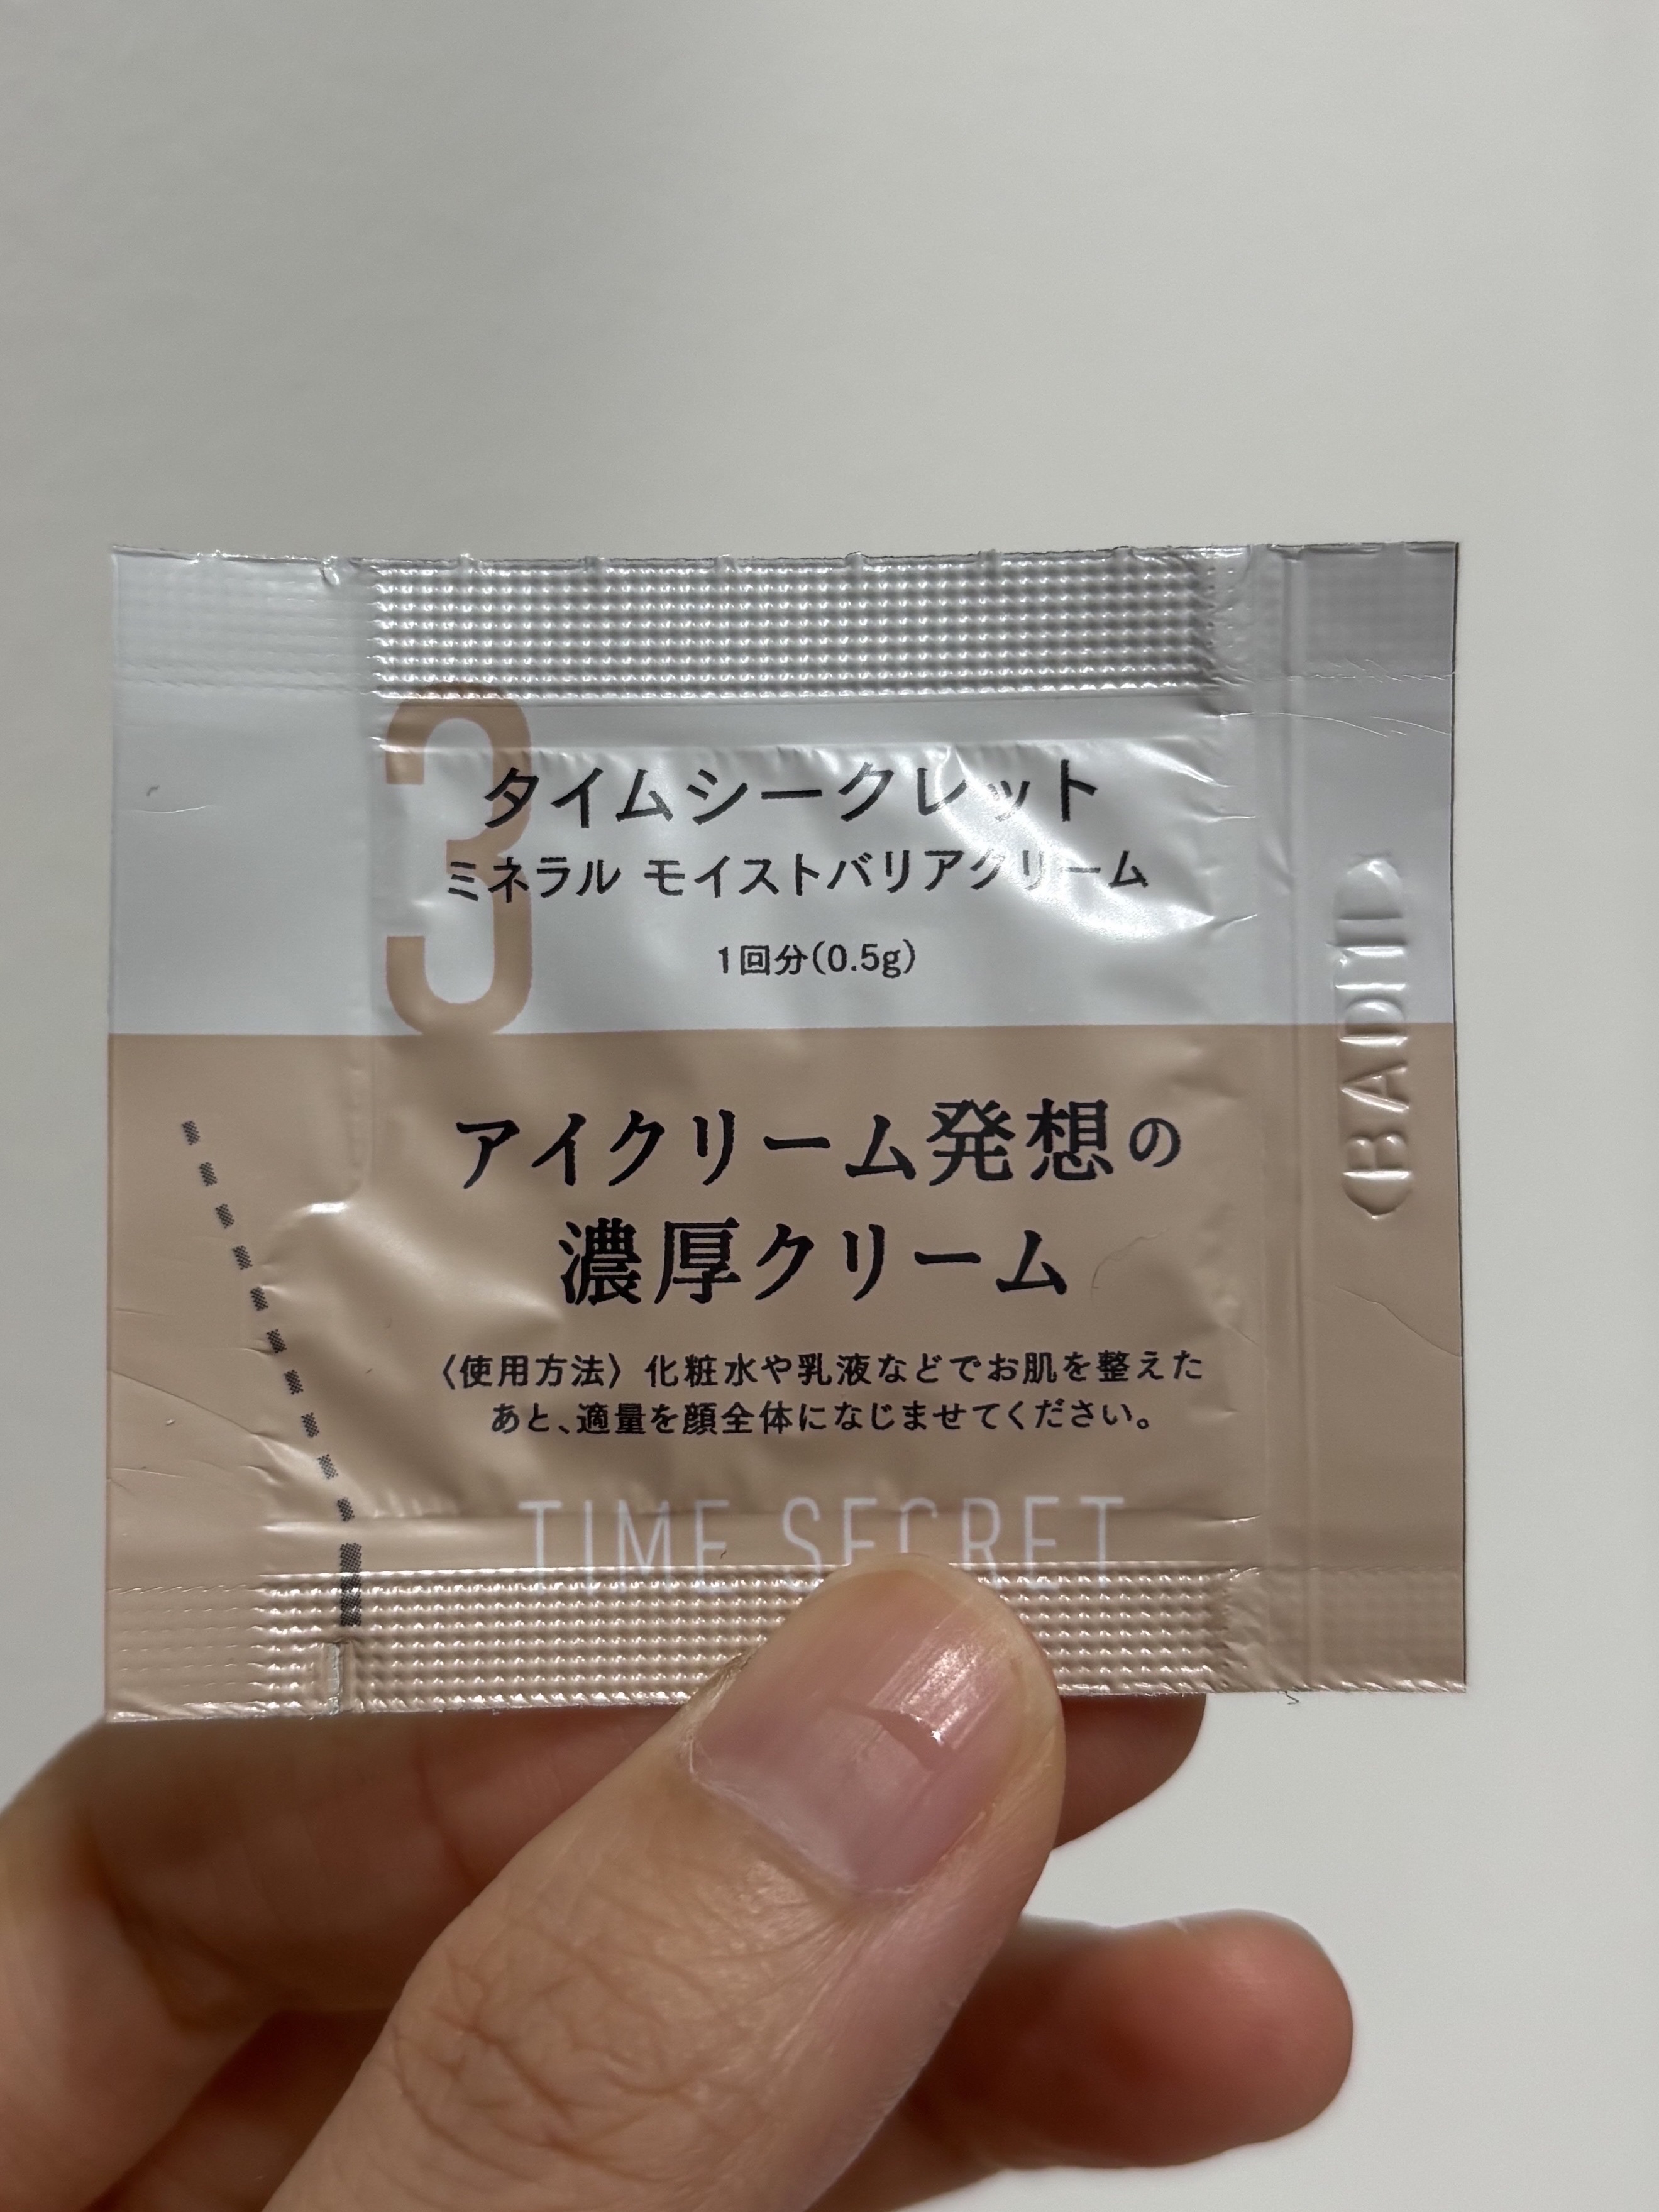 3
タイムシークレット
ミネラル モイストバリアクリーム
1回分(0.5g)
アイクリーム発想の
濃厚クリーム
〈使用方法〉化粧水や乳液などでお肌を整えた
あと、適量を顔全体になじませてください。
TIME SECRET